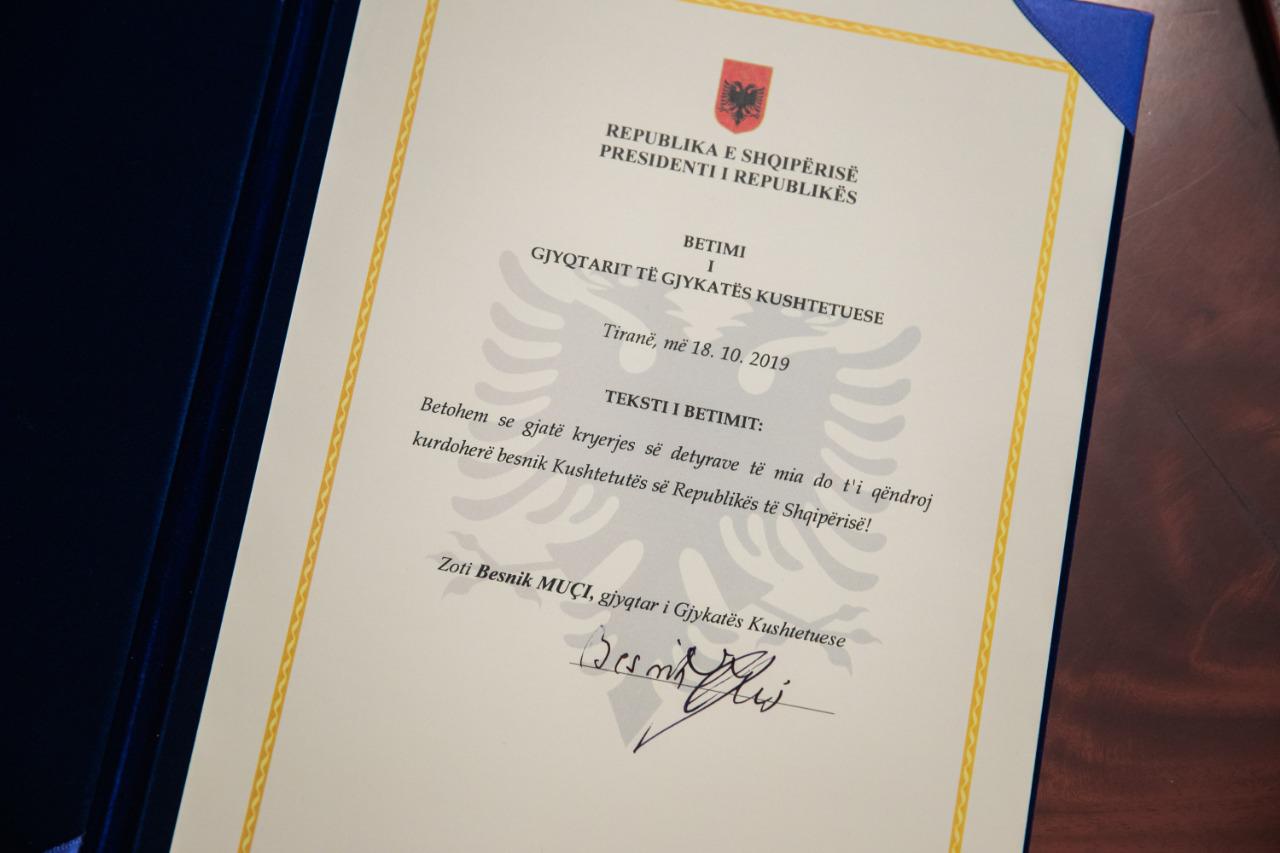 REPUBLIKA E SHQIPËRISË
PRESIDENTI I REPUBLIKËS
BETIMI
I
GJYQTARIT TË GJYKATËS KUSHTETUESE
Tiranë, më 18. 10. 2019
TEKSTI I BETIMIT:
Betohem se gjatë kryerjes së detyrave të mia do t'i qëndroj
kurdoherë besnik Kushtetutës së Republikës të Shqipërisë!
Zoti Besnik MUÇI, gjyqtar i Gjykatës Kushtetuese
Besnik